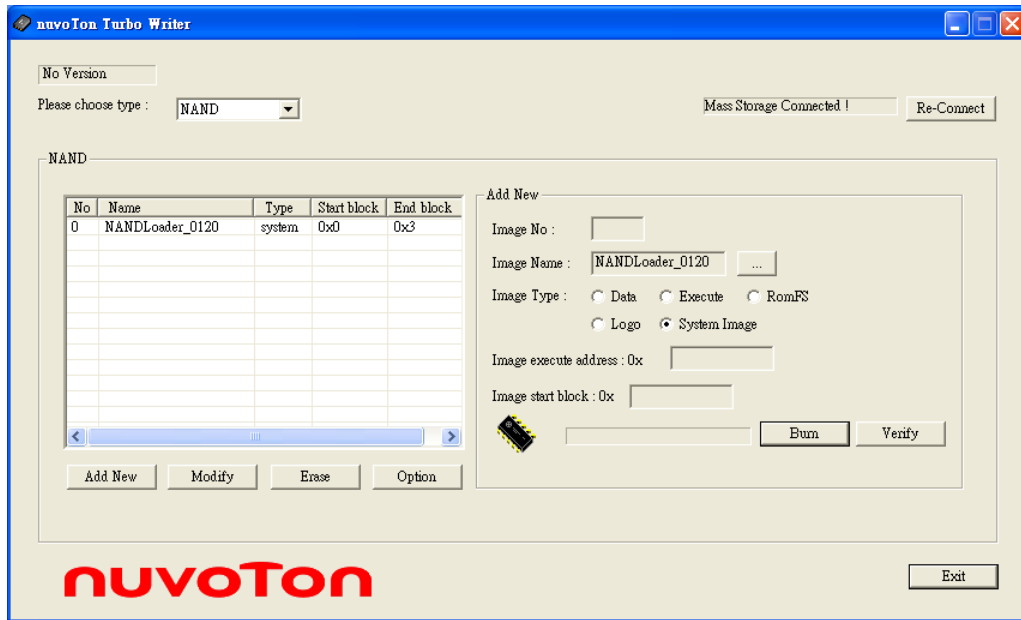 nuvoTon Turbo Writer
No Version
Please choose type :
NAND
Mass Storage Connected !
Re-Connect
NAND
No Name Type Start block End block
0 NANDLoader_0120 system 0x0 0x3
Add New
Modify
Erase
Option
Add New
Image No :
Image Name : NANDLoader_0120 ...
Image Type : Data Execute RomFS
Logo System Image
Image execute address : 0x
Image start block : 0x
Burn
Verify
nuvoTon
Exit